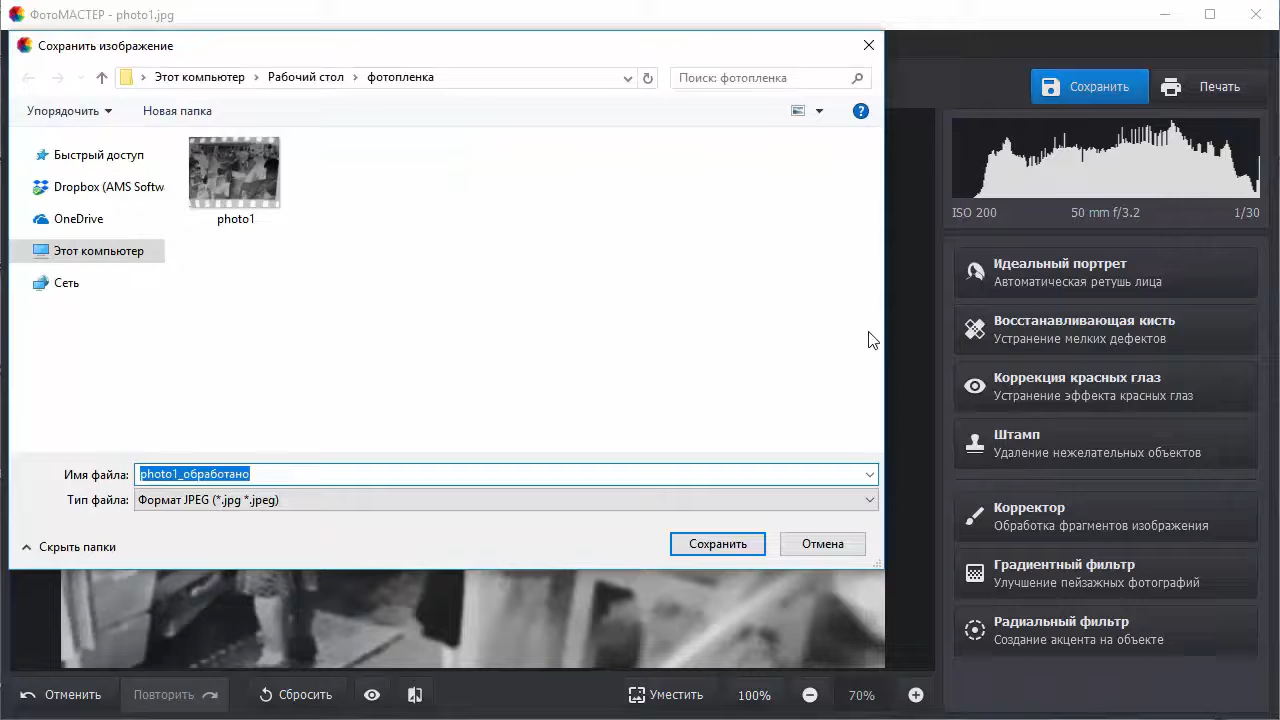 ФотоМАСТЕР - photo1.jpg
Сохранить изображение
Этот компьютер
Рабочий стол
фотопленка
Поиск: фотопленка
Упорядочить
Новая папка
?
Быстрый доступ
Dropbox (AMS Softw
OneDrive
Этот компьютер
Сеть
photo1
Имя файла: photo1_обработано
Тип файла: Формат JPEG (*.jpg *.jpeg)
Скрыть папки
Сохранить
Отмена
Сохранить
Печать
ISO 200
50 mm f/3.2
1/30
Идеальный портрет
Автоматическая ретушь лица
Восстанавливающая кисть
Устранение мелких дефектов
Коррекция красных глаз
Устранение эффекта красных глаз
Штамп
Удаление нежелательных объектов
Корректор
Обработка фрагментов изображения
Градиентный фильтр
Улучшение пейзажных фотографий
Радиальный фильтр
Создание акцента на объекте
Отменить
Повторить
Сбросить
Уместить
100%
70%